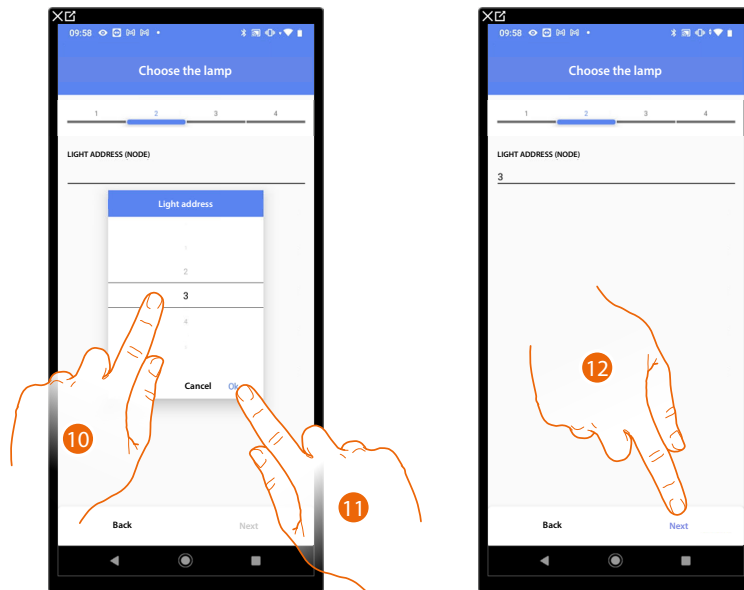 09:58
Choose the lamp
1 2 3 4
LIGHT ADDRESS (NODE)
Light address
1
2
3
4
Cancel Ok
10
11
Back Next
09:58
Choose the lamp
1 2 3 4
LIGHT ADDRESS (NODE)
3
12
Back Next